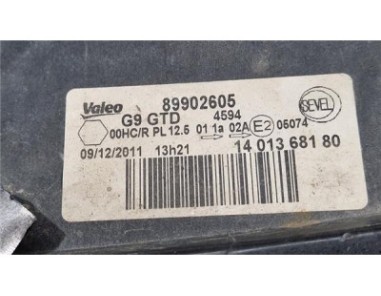 Valeo 89902605
G9 GTD 4594
00HC/R PL 12.5 01 1a 02A E2 05074
SEVEL
09/12/2011 13h21 14 013 681 80